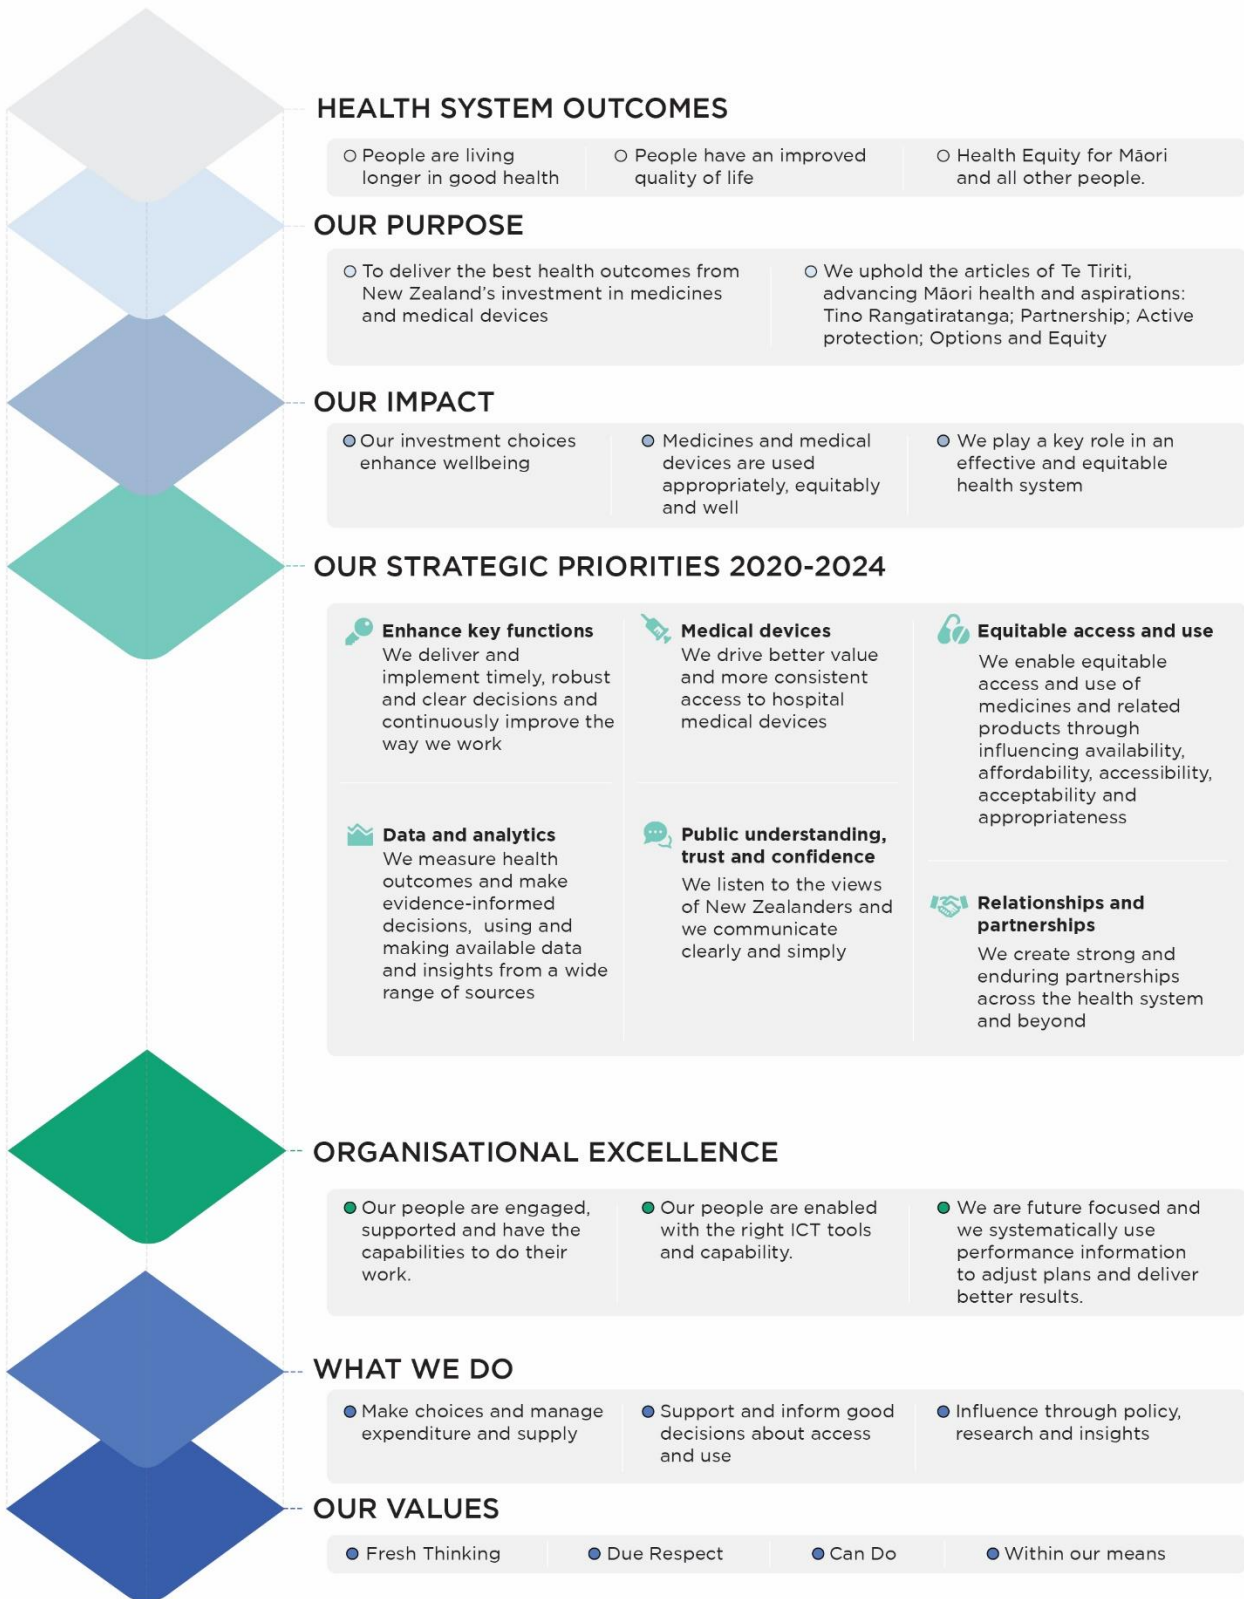 HEALTH SYSTEM OUTCOMES
People are living
longer in good health
People have an improved
quality of life
Health Equity for Māori
and all other people.
OUR PURPOSE
To deliver the best health outcomes from
New Zealand's investment in medicines
and medical devices
We uphold the articles of Te Tiriti,
advancing Māori health and aspirations:
Tino Rangatiratanga; Partnership; Active
protection; Options and Equity
OUR IMPACT
Our investment choices
enhance wellbeing
Medicines and medical
devices are used
appropriately, equitably
and well
We play a key role in an
effective and equitable
health system
OUR STRATEGIC PRIORITIES 2020-2024
Enhance key functions
We deliver and
implement timely, robust
and clear decisions and
continuously improve the
way we work
Medical devices
We drive better value
and more consistent
access to hospital
medical devices
Equitable access and use
We enable equitable
access and use of
medicines and related
products through
influencing availability,
affordability, accessibility,
acceptability and
appropriateness
Data and analytics
We measure health
outcomes and make
evidence-informed
decisions, using and
making available data
and insights from a wide
range of sources
Public understanding,
trust and confidence
We listen to the views
of New Zealanders and
we communicate
clearly and simply
Relationships and
partnerships
We create strong and
enduring partnerships
across the health system
and beyond
ORGANISATIONAL EXCELLENCE
Our people are engaged,
supported and have the
capabilities to do their
work.
Our people are enabled
with the right ICT tools
and capability.
We are future focused and
we systematically use
performance information
to adjust plans and deliver
better results.
WHAT WE DO
Make choices and manage
expenditure and supply
Support and inform good
decisions about access
and use
Influence through policy,
research and insights
OUR VALUES
Fresh Thinking
Due Respect
Can Do
Within our means